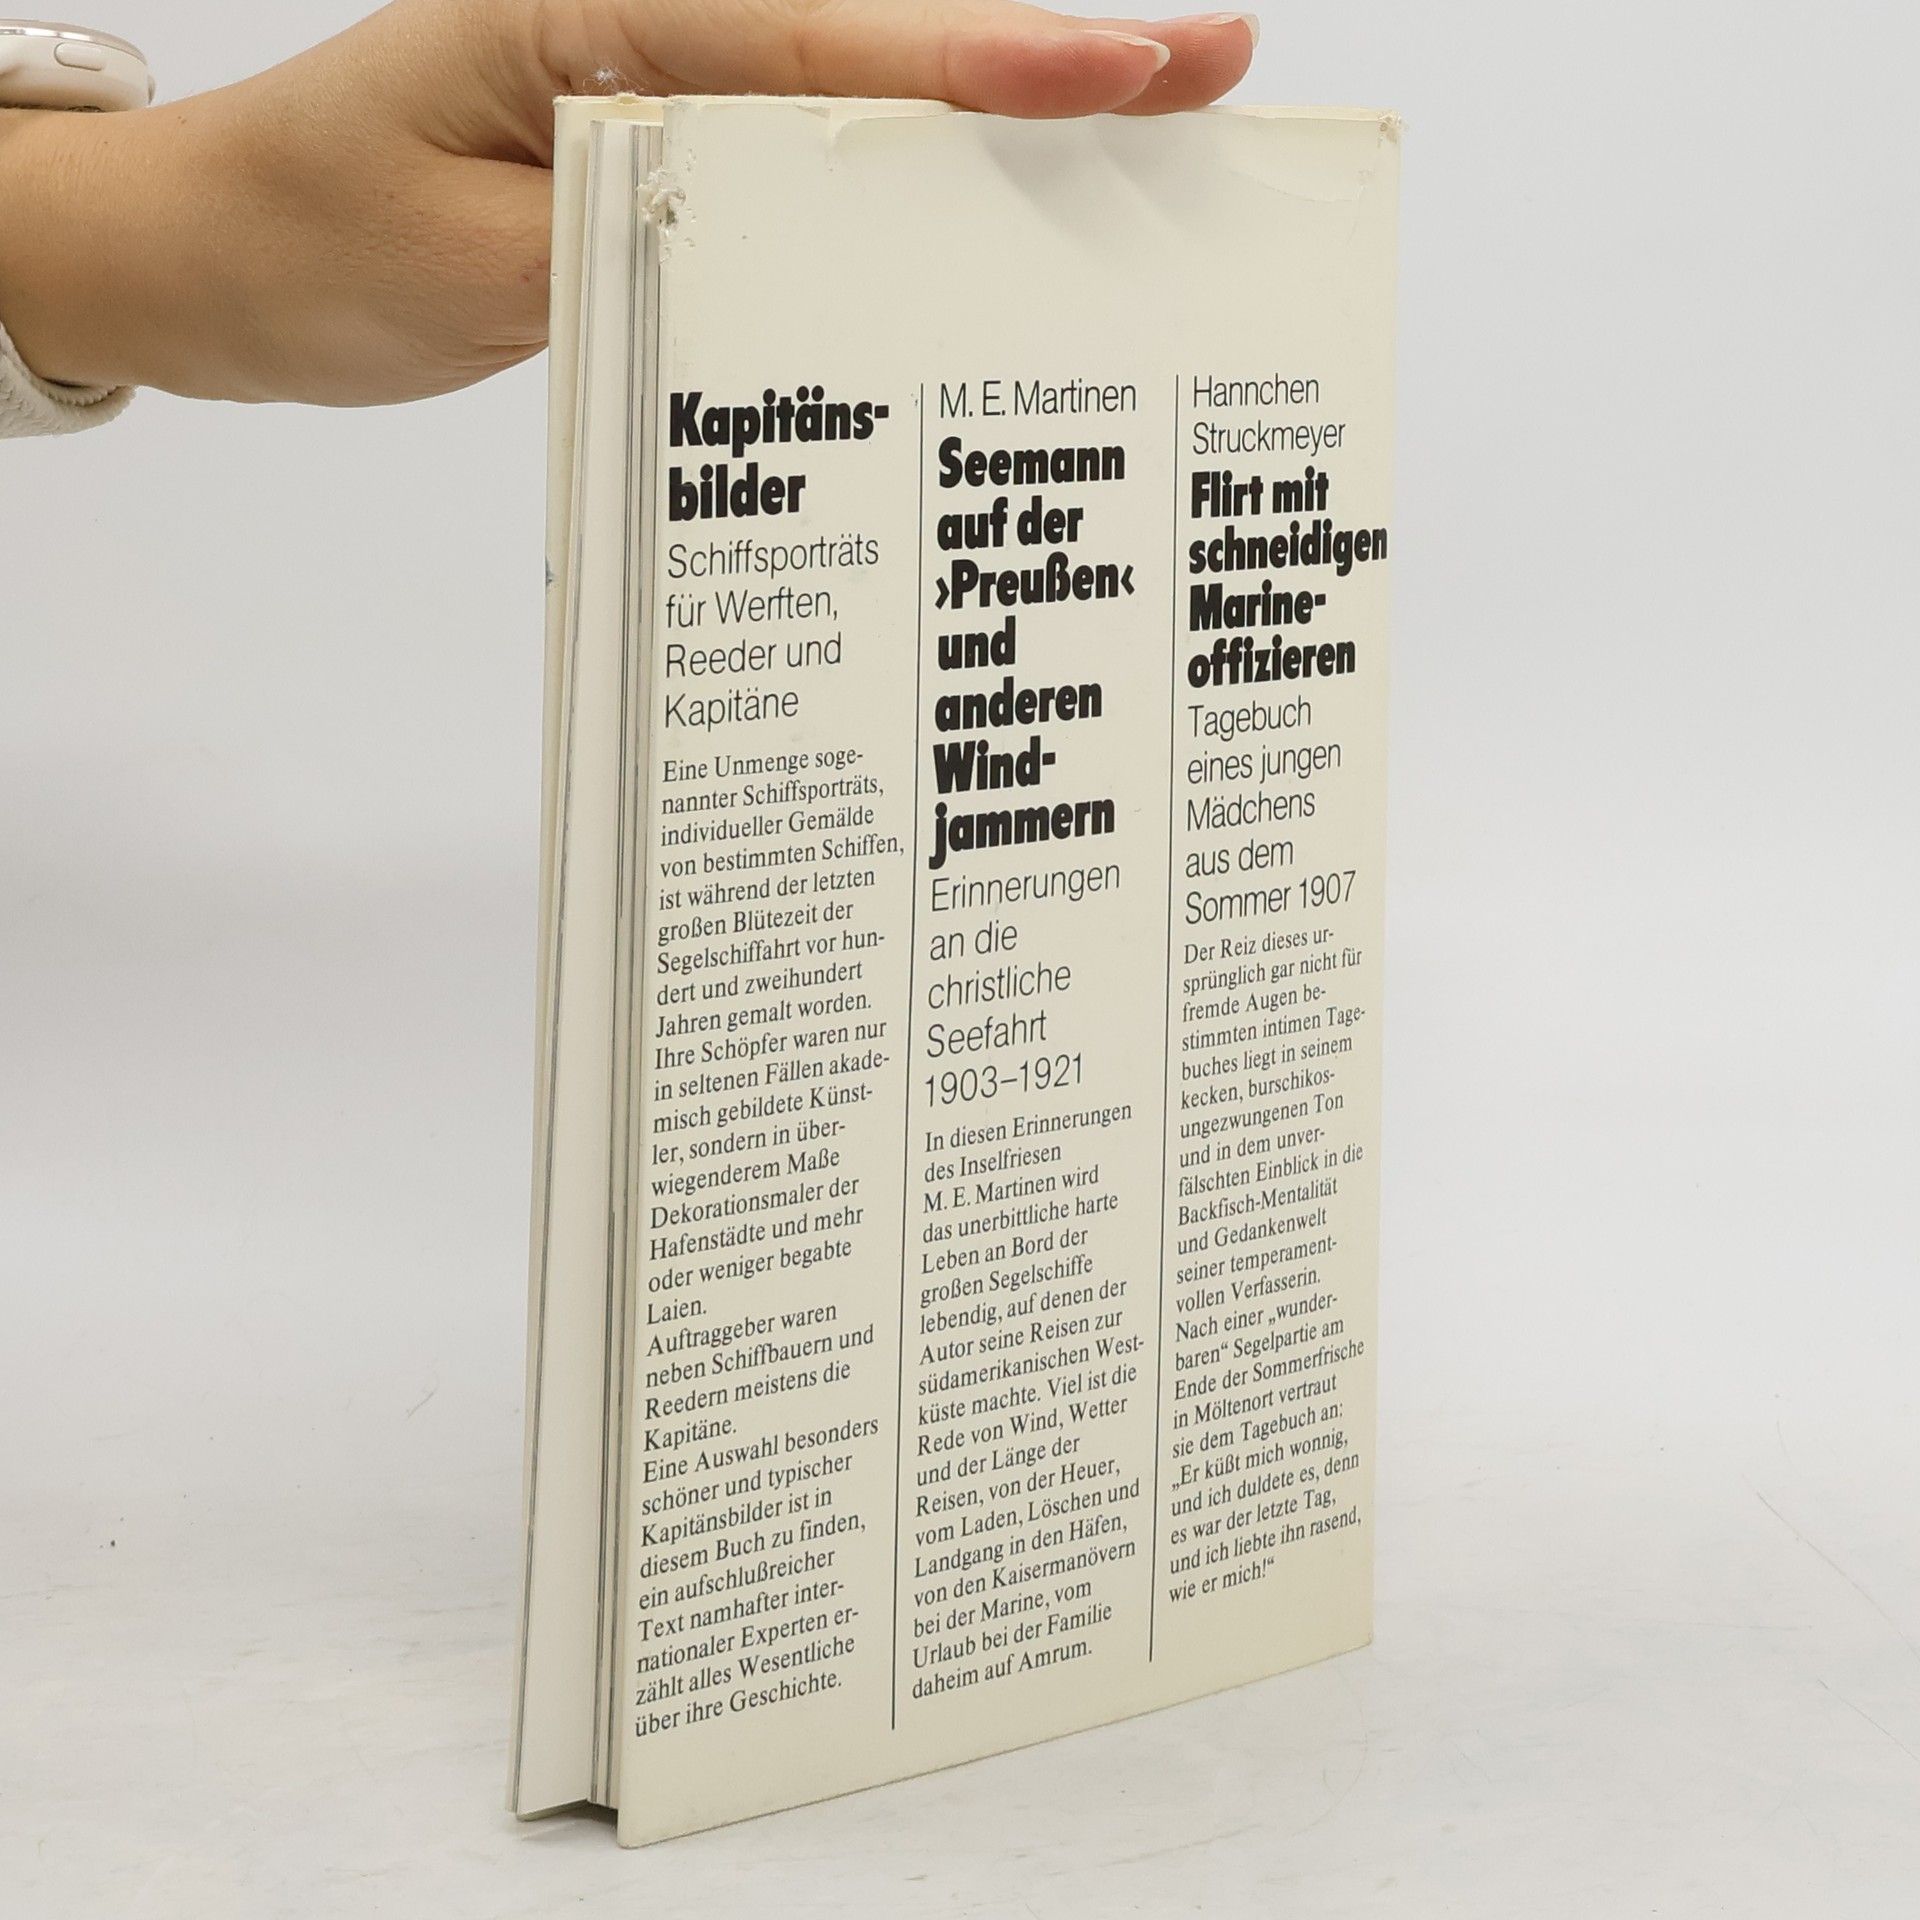 Kapitäns-
bilder
Schiffsporträts
für Werften,
Reeder und
Kapitäne
Eine Unmenge soge-
nannter Schiffsporträts,
individueller Gemälde
von bestimmten Schiffen,
ist während der letzten
großen Blütezeit der
Segelschiffahrt vor hun-
dert und zweihundert
Jahren gemalt worden.
Ihre Schöpfer waren nur
in seltenen Fällen akade-
misch gebildete Künst-
ler, sondern in über-
wiegenderem Maße
Dekorationsmaler der
Hafenstädte und mehr
oder weniger begabte
Laien.
Auftraggeber waren
neben Schiffbauern und
Reedern meistens die
Kapitäne.
Eine Auswahl besonders
schöner und typischer
Kapitänsbilder ist in
diesem Buch zu finden,
ein aufschlußreicher
Text namhafter inter-
nationaler Experten er-
zählt alles Wesentliche
über ihre Geschichte.
M. E. Martinen
Seemann
auf der
›Preußen‹
und
anderen
Wind-
jammern
Erinnerungen
an die
christliche
Seefahrt
1903–1921
In diesen Erinnerungen
des Inselfriesen
M. E. Martinen wird
das unerbittliche harte
Leben an Bord der
großen Segelschiffe
lebendig, auf denen der
Autor seine Reisen zur
südamerikanischen West-
küste machte. Viel ist die
Rede von Wind, Wetter
und der Länge der
Reisen, von der Heuer,
vom Laden, Löschen und
Landgang in den Häfen,
von den Kaisermanövern
bei der Marine, vom
Urlaub bei der Familie
daheim auf Amrum.
Hannchen
Struckmeyer
Flirt mit
schneidigen
Marine-
offizieren
Tagebuch
eines jungen
Mädchens
aus dem
Sommer 1907
Der Reiz dieses ur-
sprünglich gar nicht für
fremde Augen be-
stimmten intimen Tage-
buches liegt in seinem
kecken, burschikos-
ungezwungenen Ton
und in dem unver-
fälschten Einblick in die
Backfisch-Mentalität
und Gedankenwelt
seiner temperament-
vollen Verfasserin.
Nach einer „wunder-
baren“ Segelpartie am
Ende der Sommerfrische
in Möltenort vertraut
sie dem Tagebuch an:
„Er küßt mich wonnig,
und ich duldete es, denn
es war der letzte Tag,
und ich liebte ihn rasend,
wie er mich!“